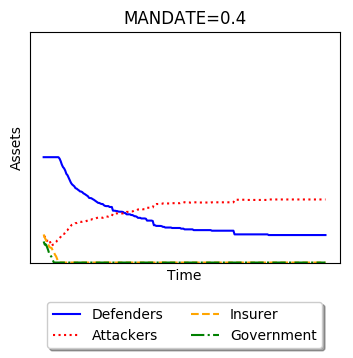 MANDATE=0.4
Assets
Time
Defenders
Attackers
Insurer
Government